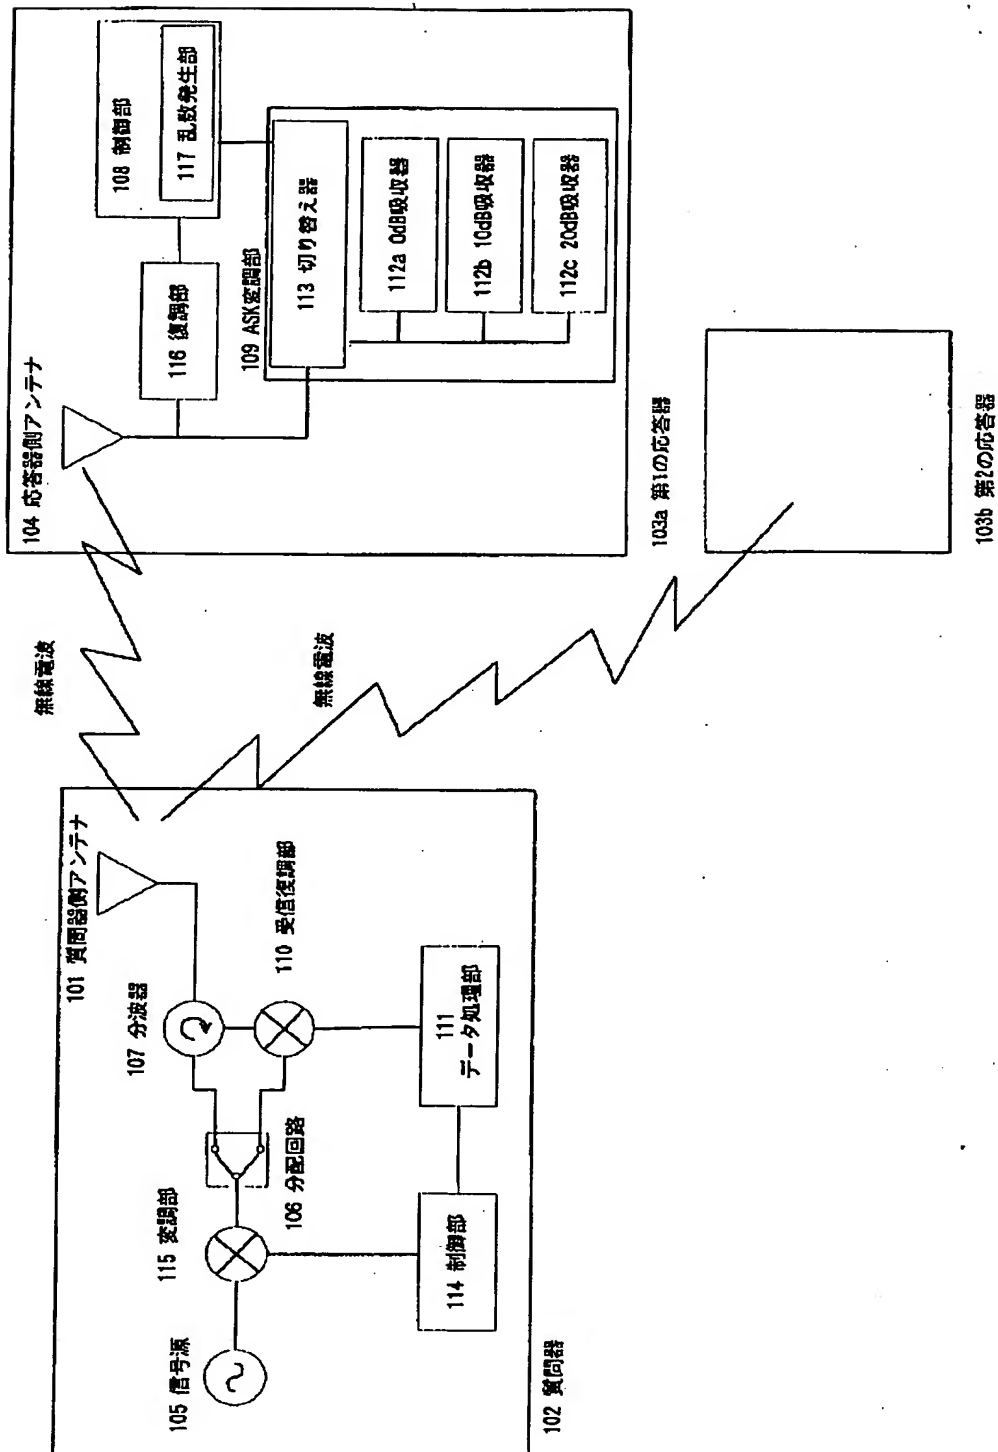 102 質問器
105 信号源
115 変調部
106 分配回路
107 分波器
101 質問器側アンテナ
110 受信復調部
111
データ処理部
114 制御部
無線電波
無線電波
104 応答器側アンテナ
116 復調部
108 制御部
117 乱数発生部
109 ASK変調部
113 切り替え器
112a 0dB吸収器
112b 10dB吸収器
112c 20dB吸収器
103a 第1の応答器
103b 第2の応答器